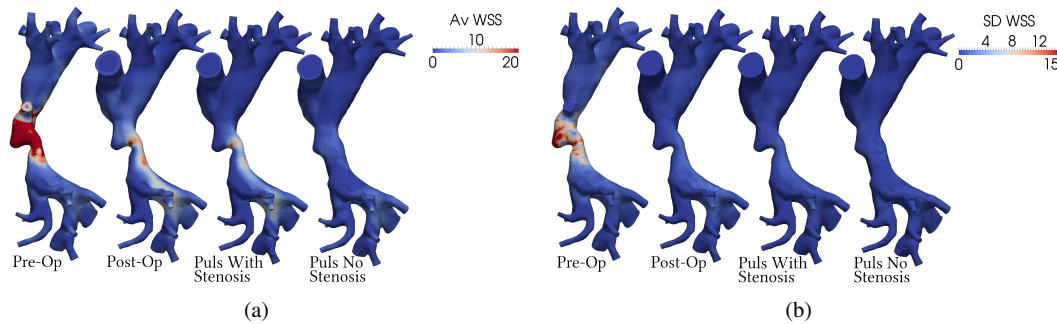 Av WSS
10
0
20
SD WSS
4
8
12
0
15
Pre-Op
Post-Op
Puls With
Stenosis
Puls No
Stenosis
Pre-Op
Post-Op
Puls With
Stenosis
Puls No
Stenosis
(a)
(b)